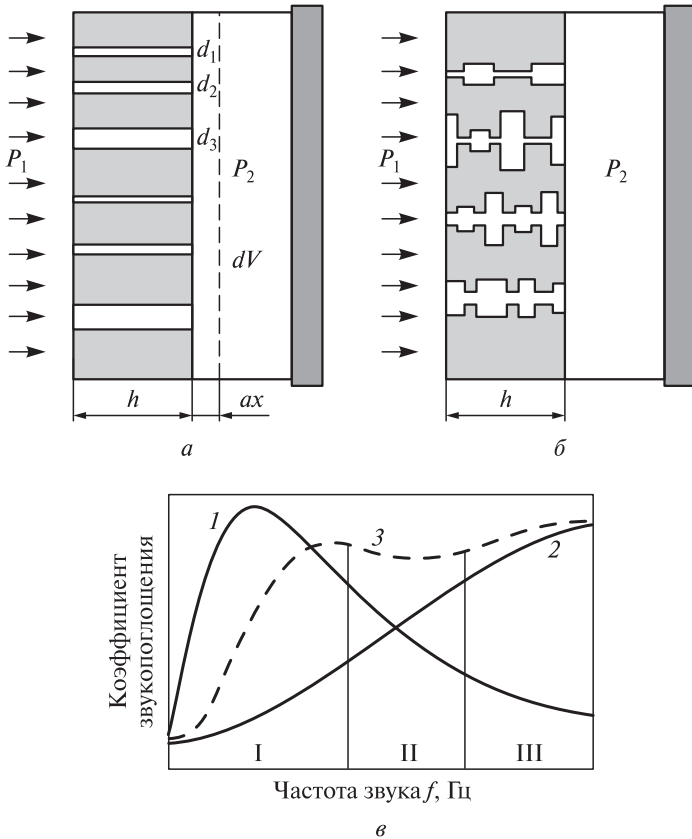 d1
d2
d3
P1
P2
dV
h
ax
а
P1
P2
h
б
Коэффициент
звукопоглощения
1
3
2
I
II
III
Частота звука f, Гц
в